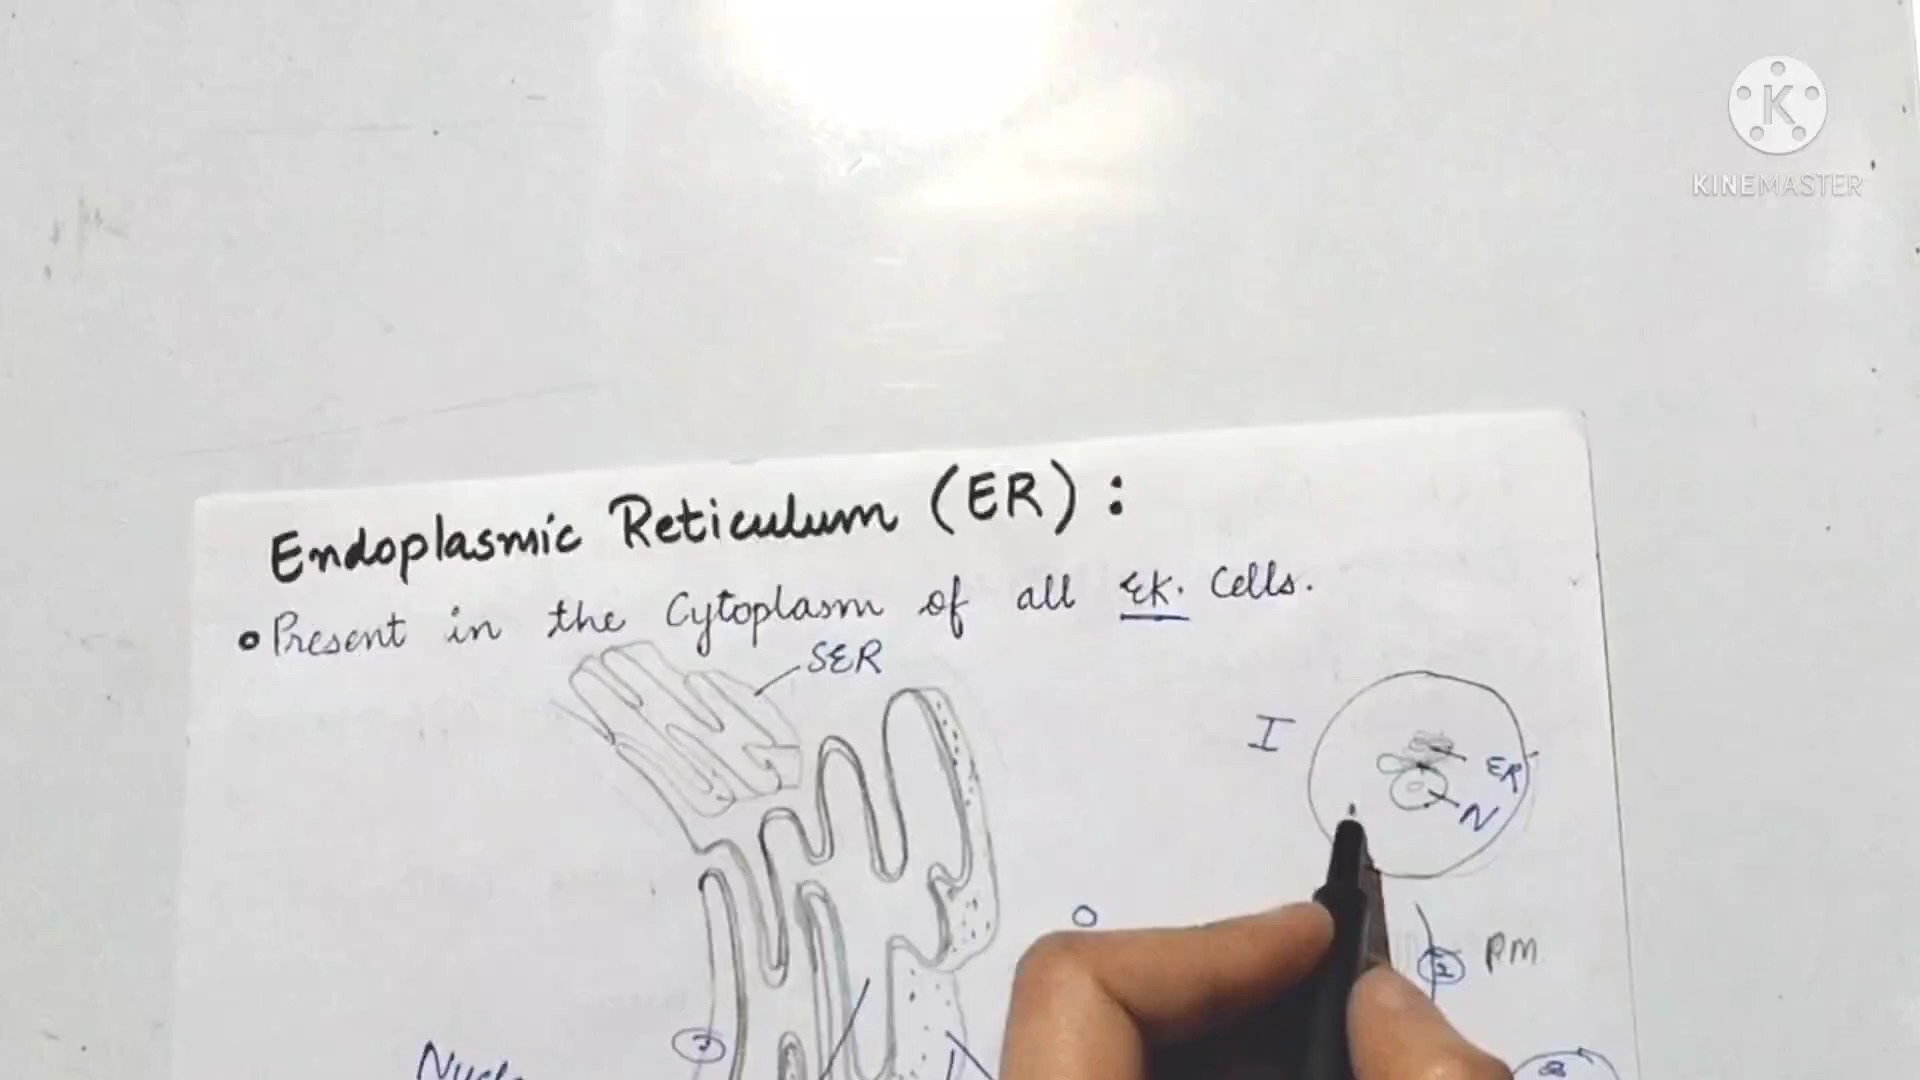 KINEMASTER
Endoplasmic Reticulum (ER) :
• Present in the Cytoplasm of all EK. Cells.
SER
I
ER
N
PM